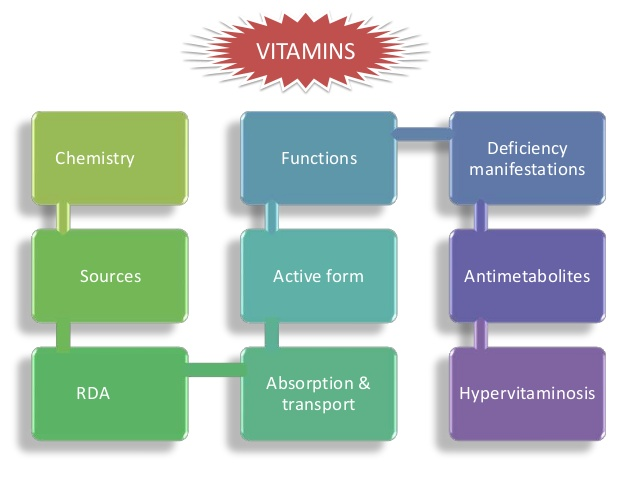 VITAMINS
Chemistry
Sources
RDA
Absorption &
transport
Active form
Functions
Deficiency
manifestations
Antimetabolites
Hypervitaminosis